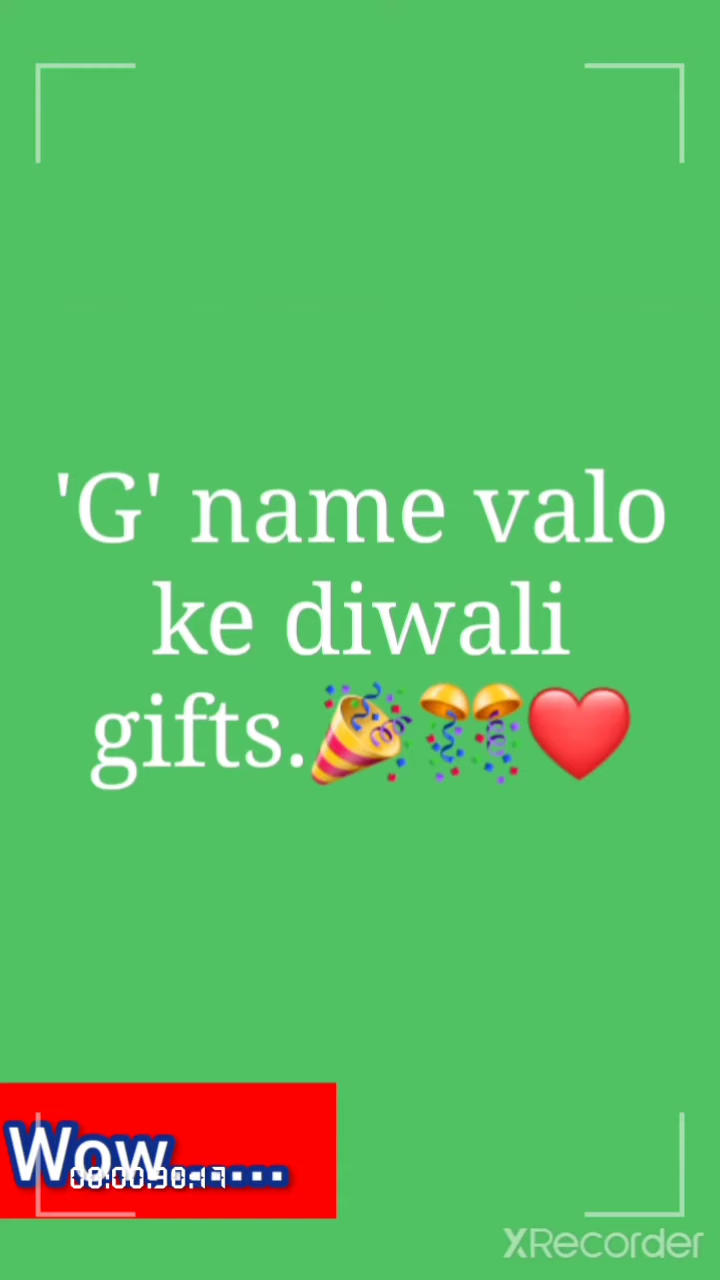 'G' name valo
ke diwali
gifts.🎉🎊❤️
Wow.......
XRecorder